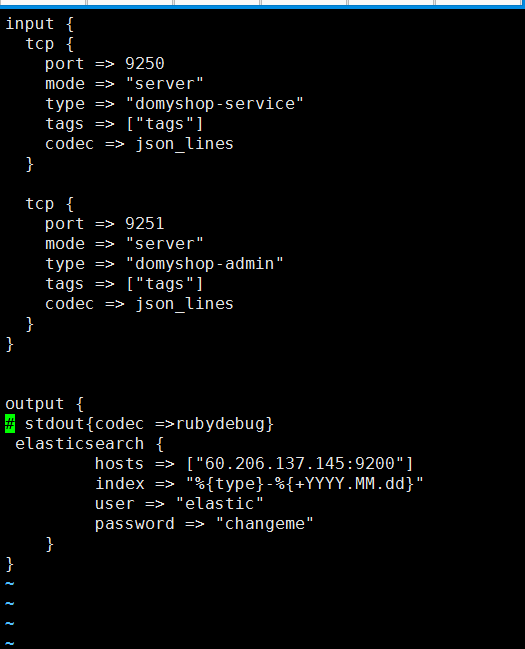 input {
  tcp {
    port => 9250
    mode => "server"
    type => "domyshop-service"
    tags => ["tags"]
    codec => json_lines
  }

  tcp {
    port => 9251
    mode => "server"
    type => "domyshop-admin"
    tags => ["tags"]
    codec => json_lines
  }
}


output {
# stdout{codec =>rubydebug}
 elasticsearch {
         hosts => ["60.206.137.145:9200"]
         index => "%{type}-%{+YYYY.MM.dd}"
         user => "elastic"
         password => "changeme"
    }
}
~
~
~
~